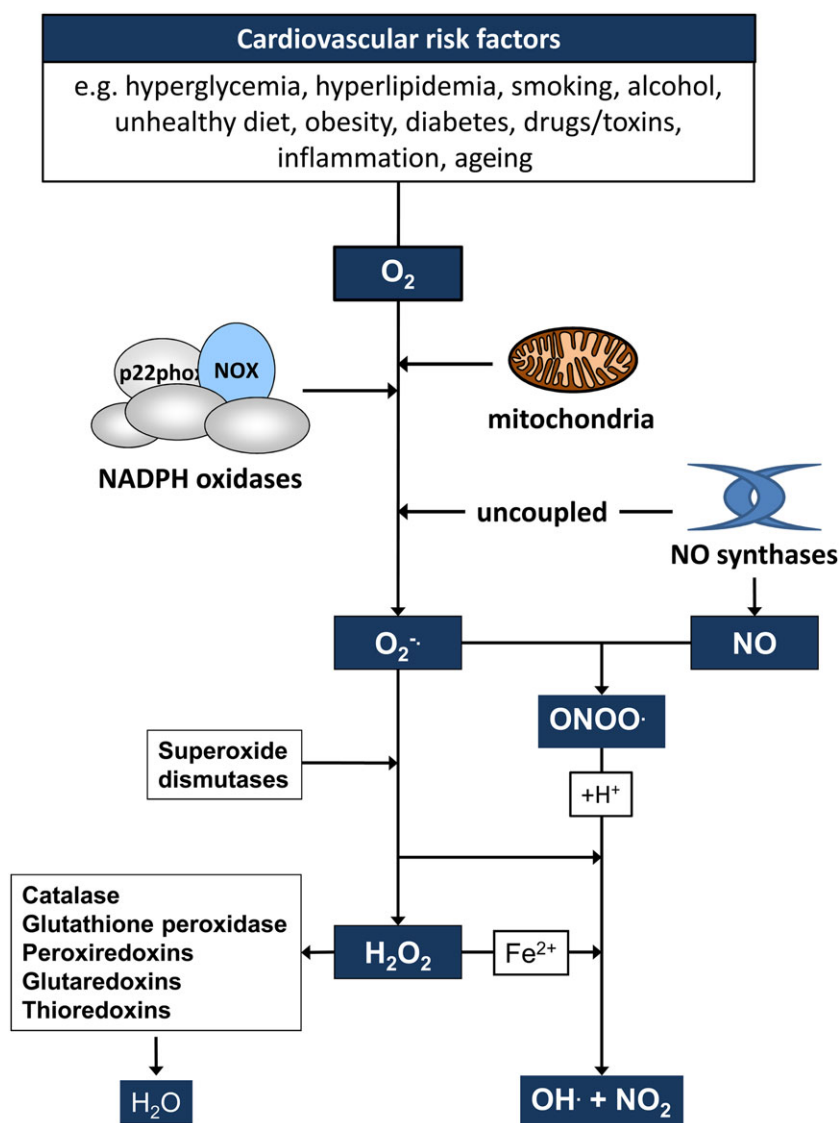 Cardiovascular risk factors
e.g. hyperglycemia, hyperlipidemia, smoking, alcohol,
unhealthy diet, obesity, diabetes, drugs/toxins,
inflammation, ageing
O₂
p22phox
NOX
mitochondria
NADPH oxidases
uncoupled
NO synthases
O₂⁻·
NO
ONOO·
Superoxide
dismutases
+H⁺
Catalase
Glutathione peroxidase
Peroxiredoxins
Glutaredoxins
Thioredoxins
H₂O₂
Fe²⁺
H₂O
OH· + NO₂